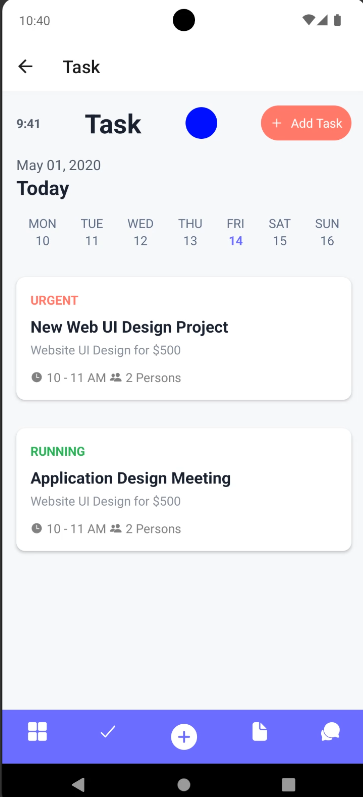 10:40
Task
9:41 Task + Add Task
May 01, 2020
Today
MON TUE WED THU FRI SAT SUN
10 11 12 13 14 15 16
URGENT
New Web UI Design Project
Website UI Design for $500
10 - 11 AM 2 Persons
RUNNING
Application Design Meeting
Website UI Design for $500
10 - 11 AM 2 Persons